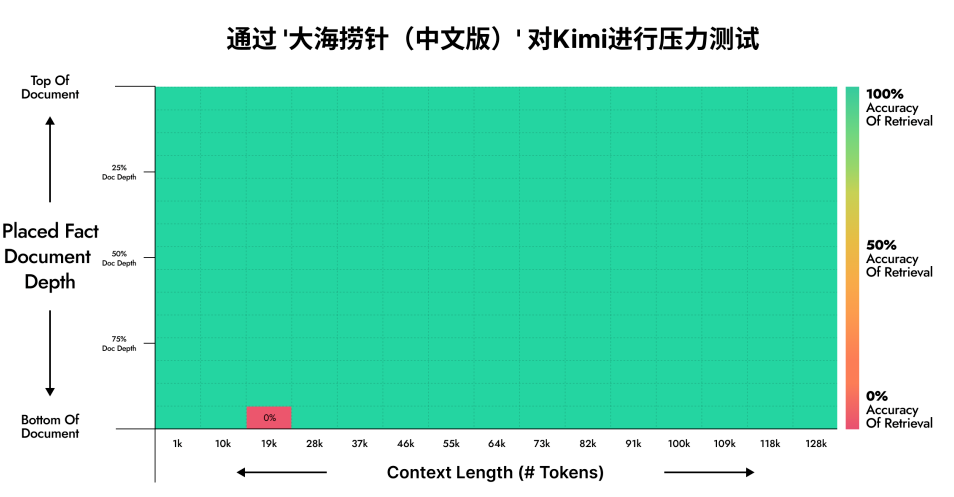 通过 '大海捞针（中文版）' 对Kimi进行压力测试
Top Of
Document
25%
Doc Depth
Placed Fact
Document
Depth
50%
Doc Depth
75%
Doc Depth
Bottom Of
Document
0%
100%
Accuracy
Of Retrieval
50%
Accuracy
Of Retrieval
0%
Accuracy
Of Retrieval
1k 10k 19k 28k 37k 46k 55k 64k 73k 82k 91k 100k 109k 118k 128k
Context Length (# Tokens)